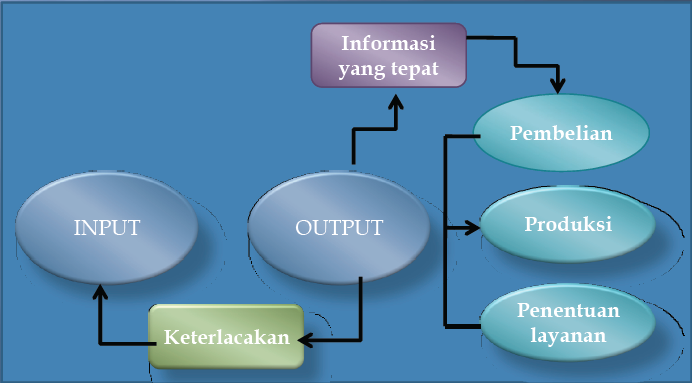 Informasi
yang tepat
Pembelian
INPUT
OUTPUT
Produksi
Keterlacakan
Penentuan
layanan